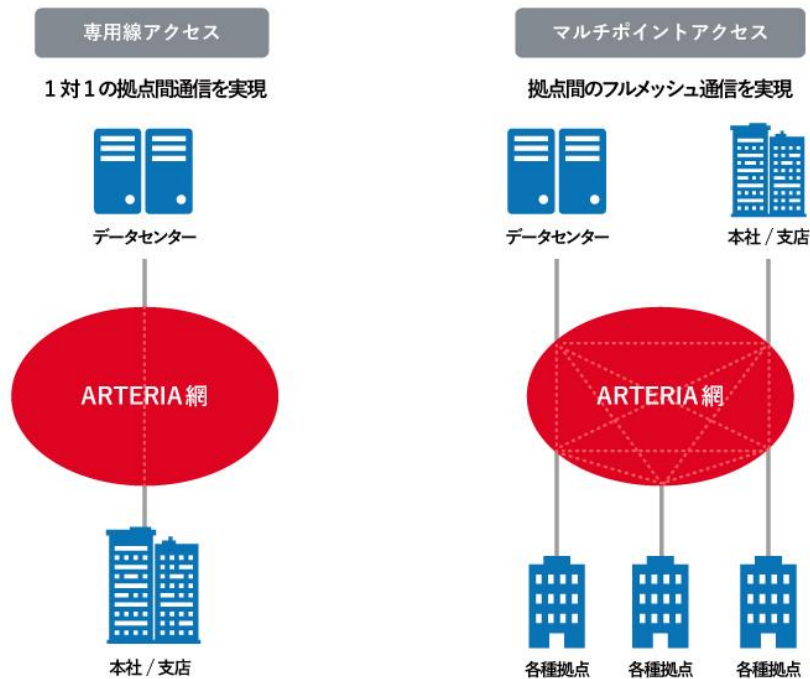 専用線アクセス
1対1の拠点間通信を実現
データセンター
ARTERIA網
本社 / 支店
マルチポイントアクセス
拠点間のフルメッシュ通信を実現
データセンター
本社 / 支店
ARTERIA網
各種拠点
各種拠点
各種拠点